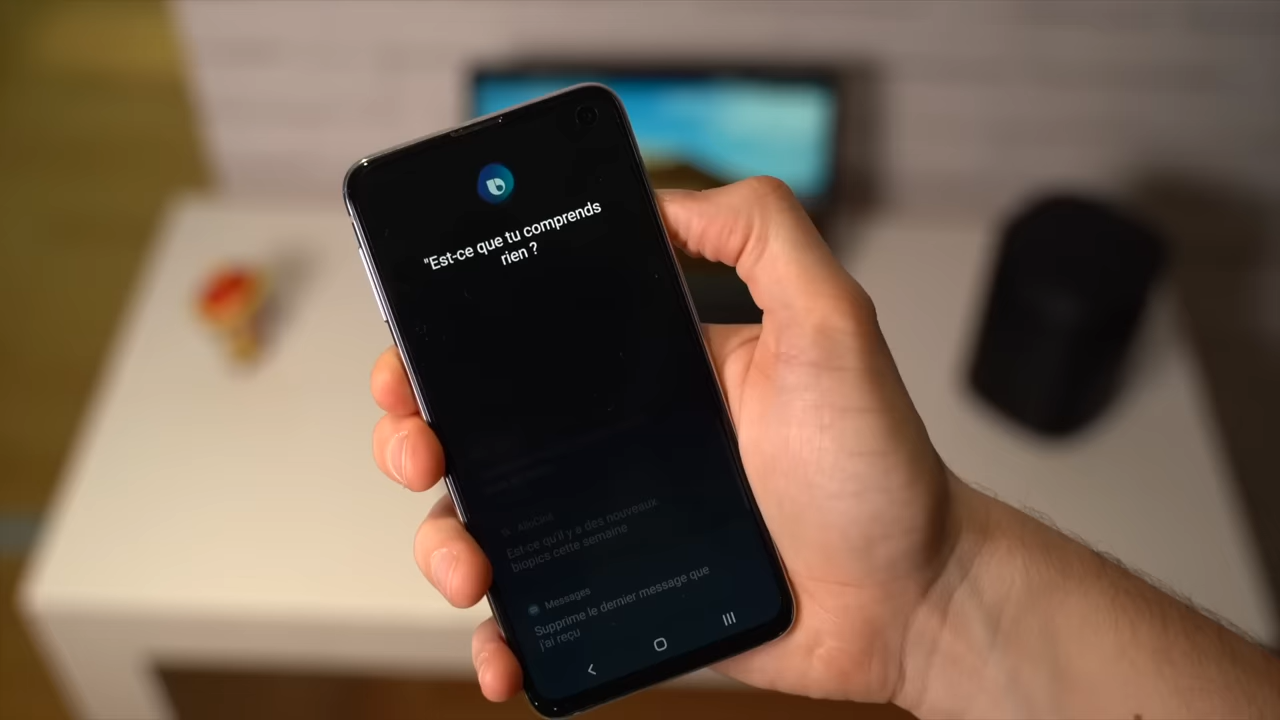 "Est-ce que tu comprends
rien ?
AlloCiné
Est-ce qu'il y a des nouveaux
biopics cette semaine
Messages
Supprime le dernier message que
j'ai reçu